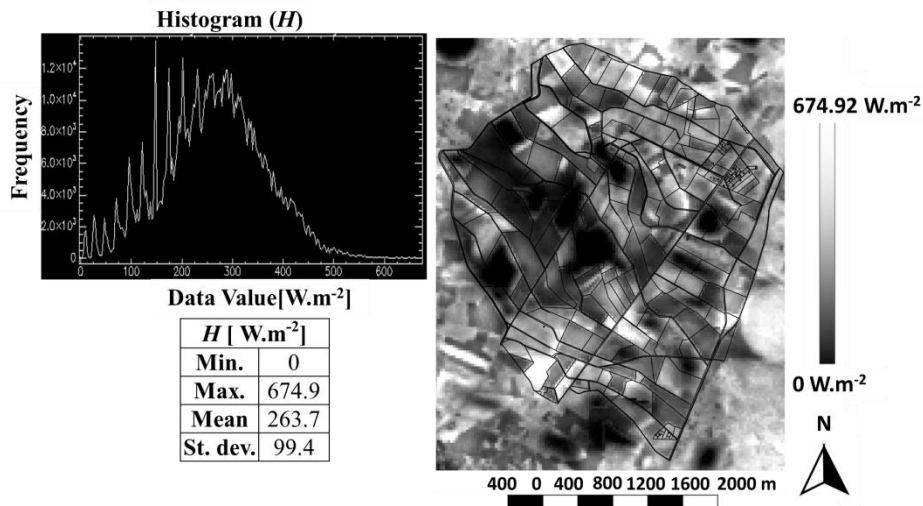 Histogram (H)
Frequency
1.2×10⁴
1.0×10⁴
8.0×10³
6.0×10³
4.0×10³
2.0×10³
0
0 100 200 300 400 500 600
Data Value[W.m⁻²]
H [ W.m⁻²]
Min. 0
Max. 674.9
Mean 263.7
St. dev. 99.4
674.92 W.m⁻²
0 W.m⁻²
N
400 0 400 800 1200 1600 2000 m